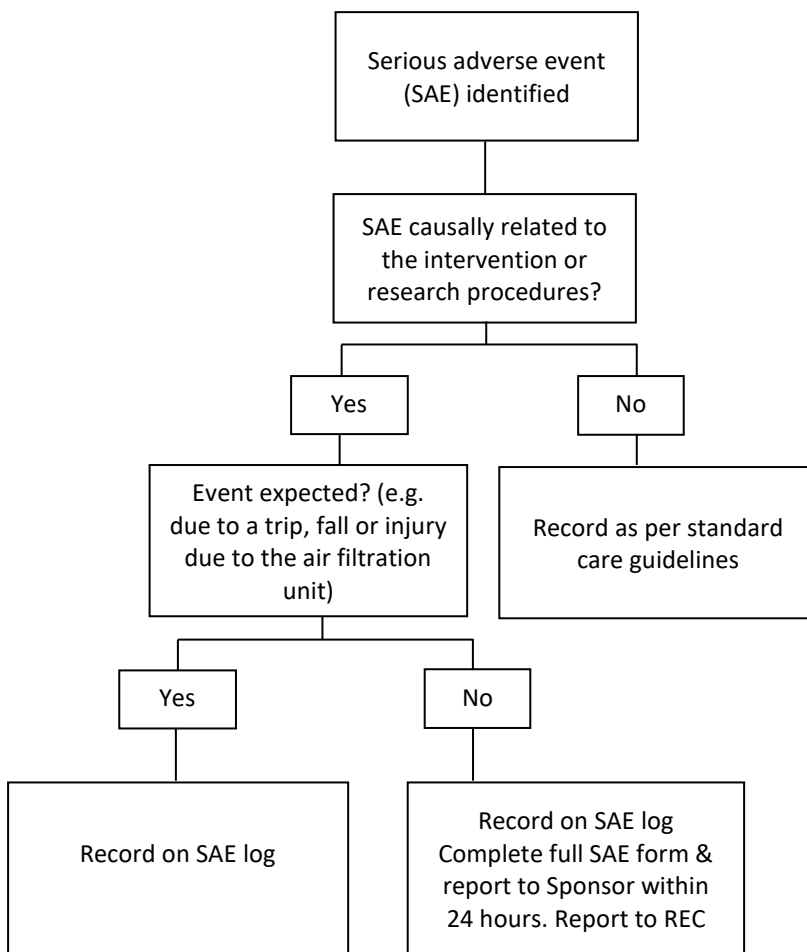 Serious adverse event
(SAE) identified
SAE causally related to
the intervention or
research procedures?
Yes
No
Event expected? (e.g.
due to a trip, fall or injury
due to the air filtration
unit)
Record as per standard
care guidelines
Yes
No
Record on SAE log
Record on SAE log
Complete full SAE form &
report to Sponsor within
24 hours. Report to REC